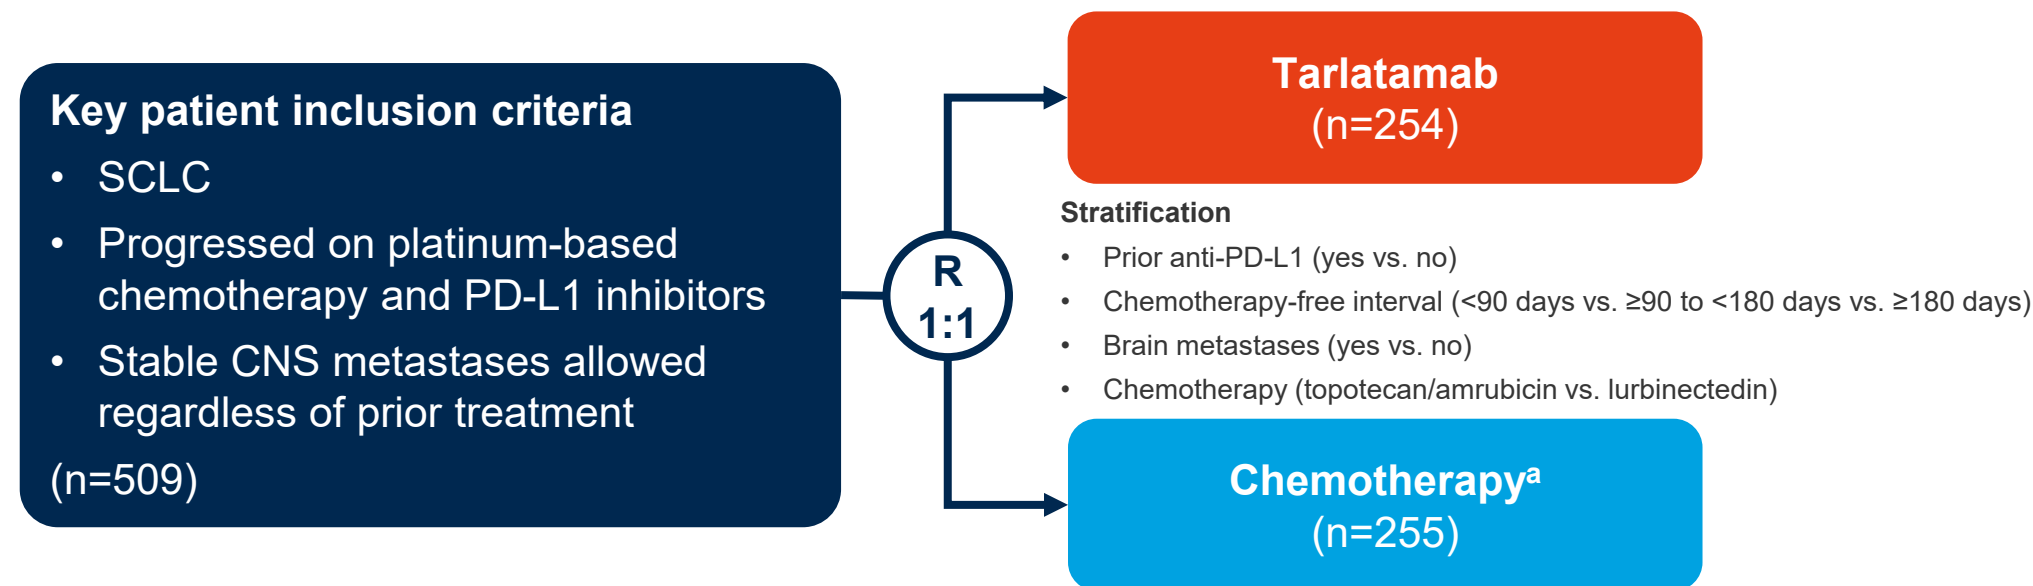 Key patient inclusion criteria
• SCLC
• Progressed on platinum-based
chemotherapy and PD-L1 inhibitors
• Stable CNS metastases allowed
regardless of prior treatment
(n=509)
R
1:1
Tarlatamab
(n=254)
Stratification
• Prior anti-PD-L1 (yes vs. no)
• Chemotherapy-free interval (<90 days vs. ≥90 to <180 days vs. ≥180 days)
• Brain metastases (yes vs. no)
• Chemotherapy (topotecan/amrubicin vs. lurbinectedin)
Chemotherapyᵃ
(n=255)